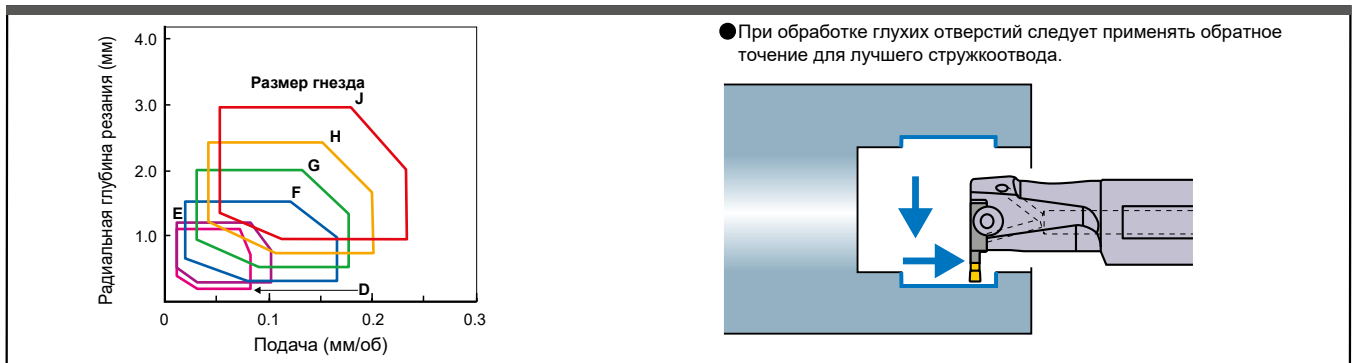 Радиальная глубина резания (мм)
4.0
3.0
2.0
1.0
Размер гнезда
J
H
G
F
E
D
0
0.1
0.2
0.3
Подача (мм/об)
●При обработке глухих отверстий следует применять обратное
точение для лучшего стружкоотвода.